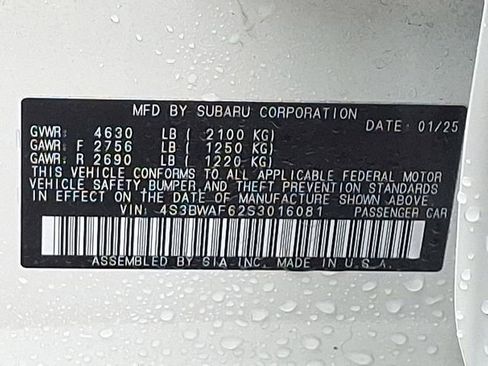 MFD BY SUBARU CORPORATION
DATE: 01/25
GVWR: 4630 LB ( 2100 KG)
GAWR: F 2756 LB ( 1250 KG)
GAWR: R 2690 LB ( 1220 KG)
THIS VEHICLE CONFORMS TO ALL APPLICABLE FEDERAL MOTOR
VEHICLE SAFETY, BUMPER AND THEFT PREVENTION STANDARDS
IN EFFECT ON THE DATE OF MANUFACTURE SHOWN ABOVE.
VIN: 4S3BWAF62S3016081 PASSENGER CAR
ASSEMBLED BY SIA INC. MADE IN U.S.A.